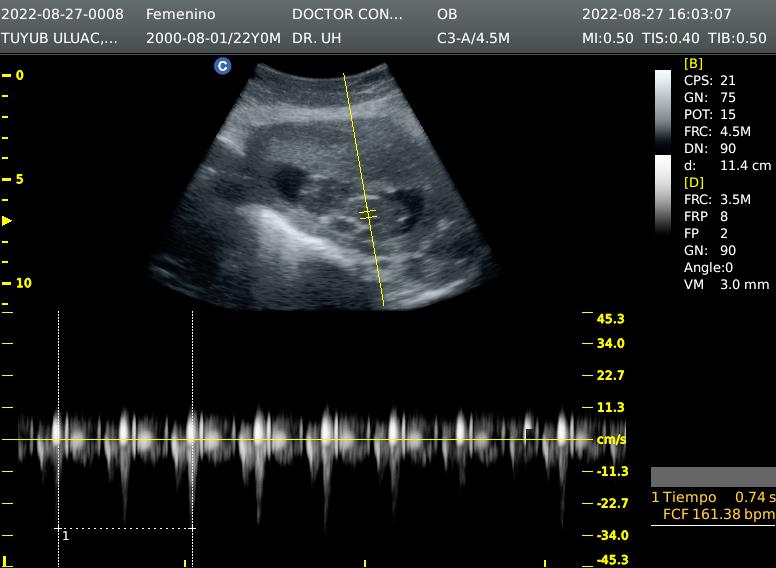 2022-08-27-0008 Femenino DOCTOR CON... OB 2022-08-27 16:03:07
TUYUB ULUAC,... 2000-08-01/22Y0M DR. UH C3-A/4.5M MI:0.50 TIS:0.40 TIB:0.50
C
0
5
10
[B]
CPS: 21
GN: 75
POT: 15
FRC: 4.5M
DN: 90
d: 11.4 cm
[D]
FRC: 3.5M
FRP 8
FP 2
GN: 90
Angle:0
VM 3.0 mm
45.3
34.0
22.7
11.3
cm/s
-11.3
-22.7
-34.0
-45.3
1
1 Tiempo 0.74 s
FCF 161.38 bpm